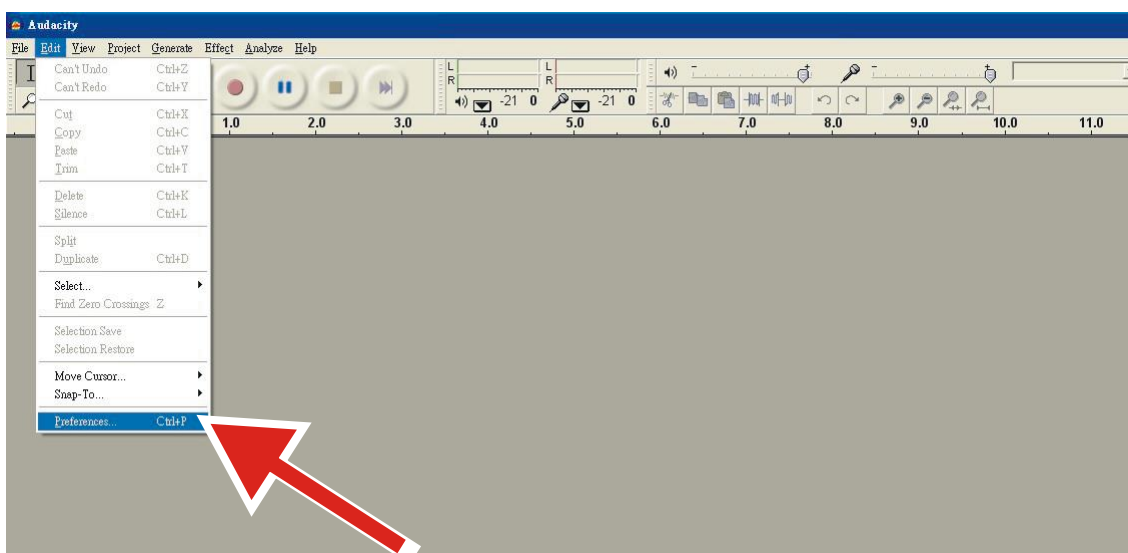 Audacity
File Edit View Project Generate Effect Analyze Help
Can't Undo Ctrl+Z
Can't Redo Ctrl+Y
Cut Ctrl+X
Copy Ctrl+C
Paste Ctrl+V
Trim Ctrl+T
Delete Ctrl+K
Silence Ctrl+L
Split
Duplicate Ctrl+D
Select...
Find Zero Crossings Z
Selection Save
Selection Restore
Move Cursor...
Snap-To...
Preferences... Ctrl+P
L
R
-21 0
L
R
-21 0
1.0 2.0 3.0 4.0 5.0 6.0 7.0 8.0 9.0 10.0 11.0